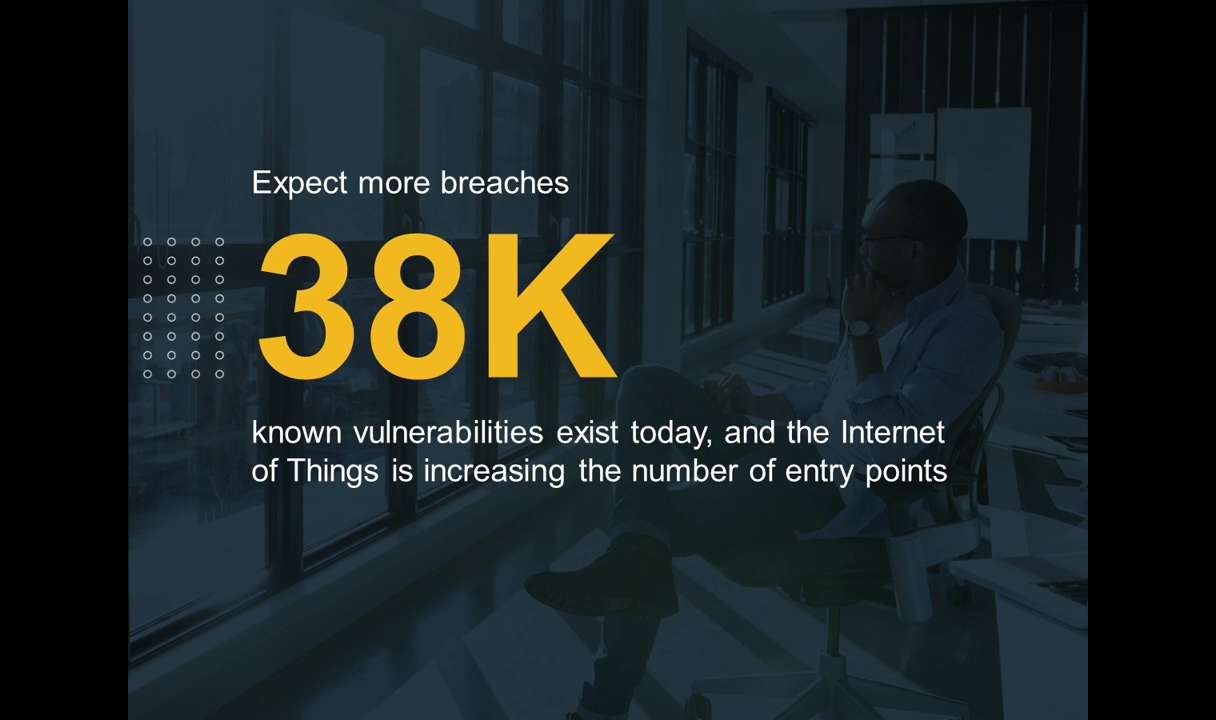 Expect more breaches
38K
known vulnerabilities exist today, and the Internet
of Things is increasing the number of entry points